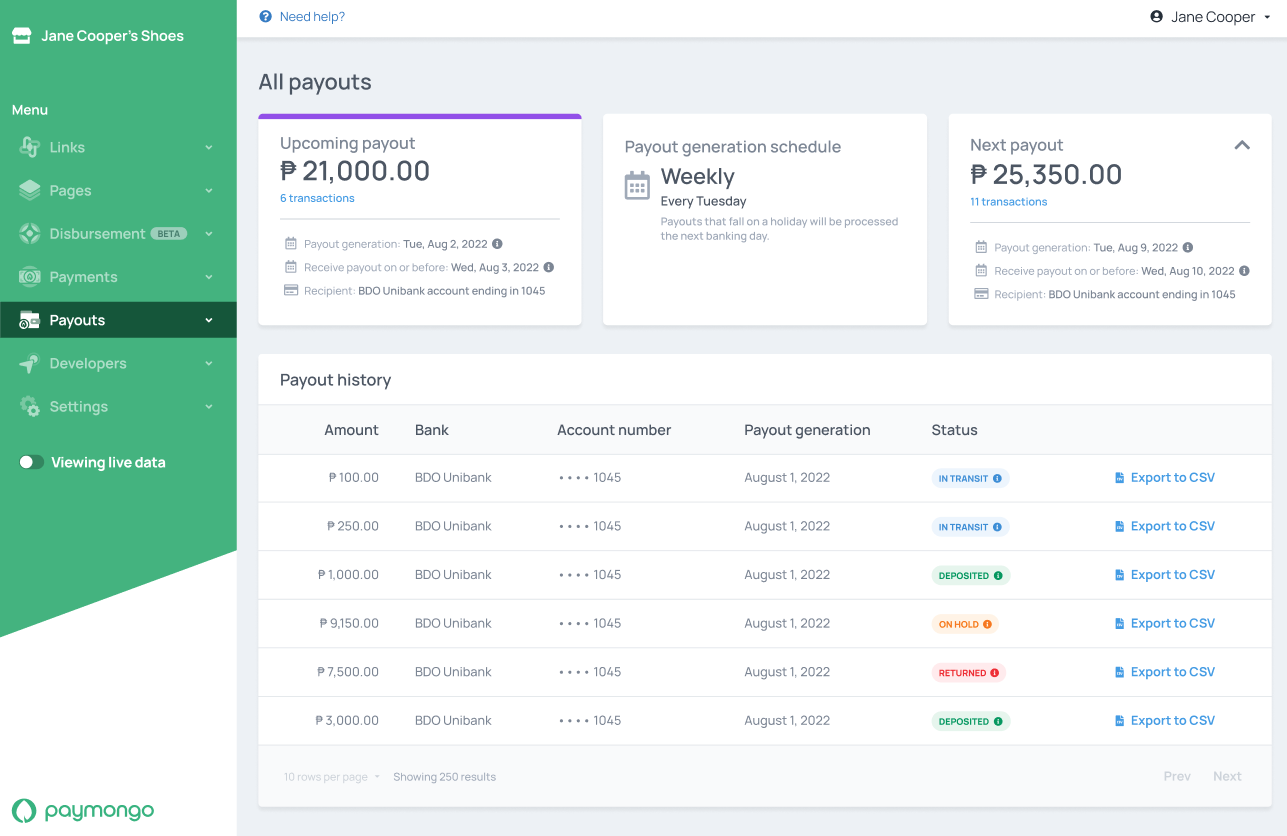 Jane Cooper's Shoes
Need help?
Jane Cooper
Menu
Links
Pages
Disbursement BETA
Payments
Payouts
Developers
Settings
Viewing live data
paymongo
All payouts
Upcoming payout
₱ 21,000.00
6 transactions
Payout generation: Tue, Aug 2, 2022
Receive payout on or before: Wed, Aug 3, 2022
Recipient: BDO Unibank account ending in 1045
Payout generation schedule
Weekly
Every Tuesday
Payouts that fall on a holiday will be processed
the next banking day.
Next payout
₱ 25,350.00
11 transactions
Payout generation: Tue, Aug 9, 2022
Receive payout on or before: Wed, Aug 10, 2022
Recipient: BDO Unibank account ending in 1045
Payout history
Amount Bank Account number Payout generation Status
₱ 100.00 BDO Unibank •••• 1045 August 1, 2022 IN TRANSIT Export to CSV
₱ 250.00 BDO Unibank •••• 1045 August 1, 2022 IN TRANSIT Export to CSV
₱ 1,000.00 BDO Unibank •••• 1045 August 1, 2022 DEPOSITED Export to CSV
₱ 9,150.00 BDO Unibank •••• 1045 August 1, 2022 ON HOLD Export to CSV
₱ 7,500.00 BDO Unibank •••• 1045 August 1, 2022 RETURNED Export to CSV
₱ 3,000.00 BDO Unibank •••• 1045 August 1, 2022 DEPOSITED Export to CSV
10 rows per page Showing 250 results Prev Next